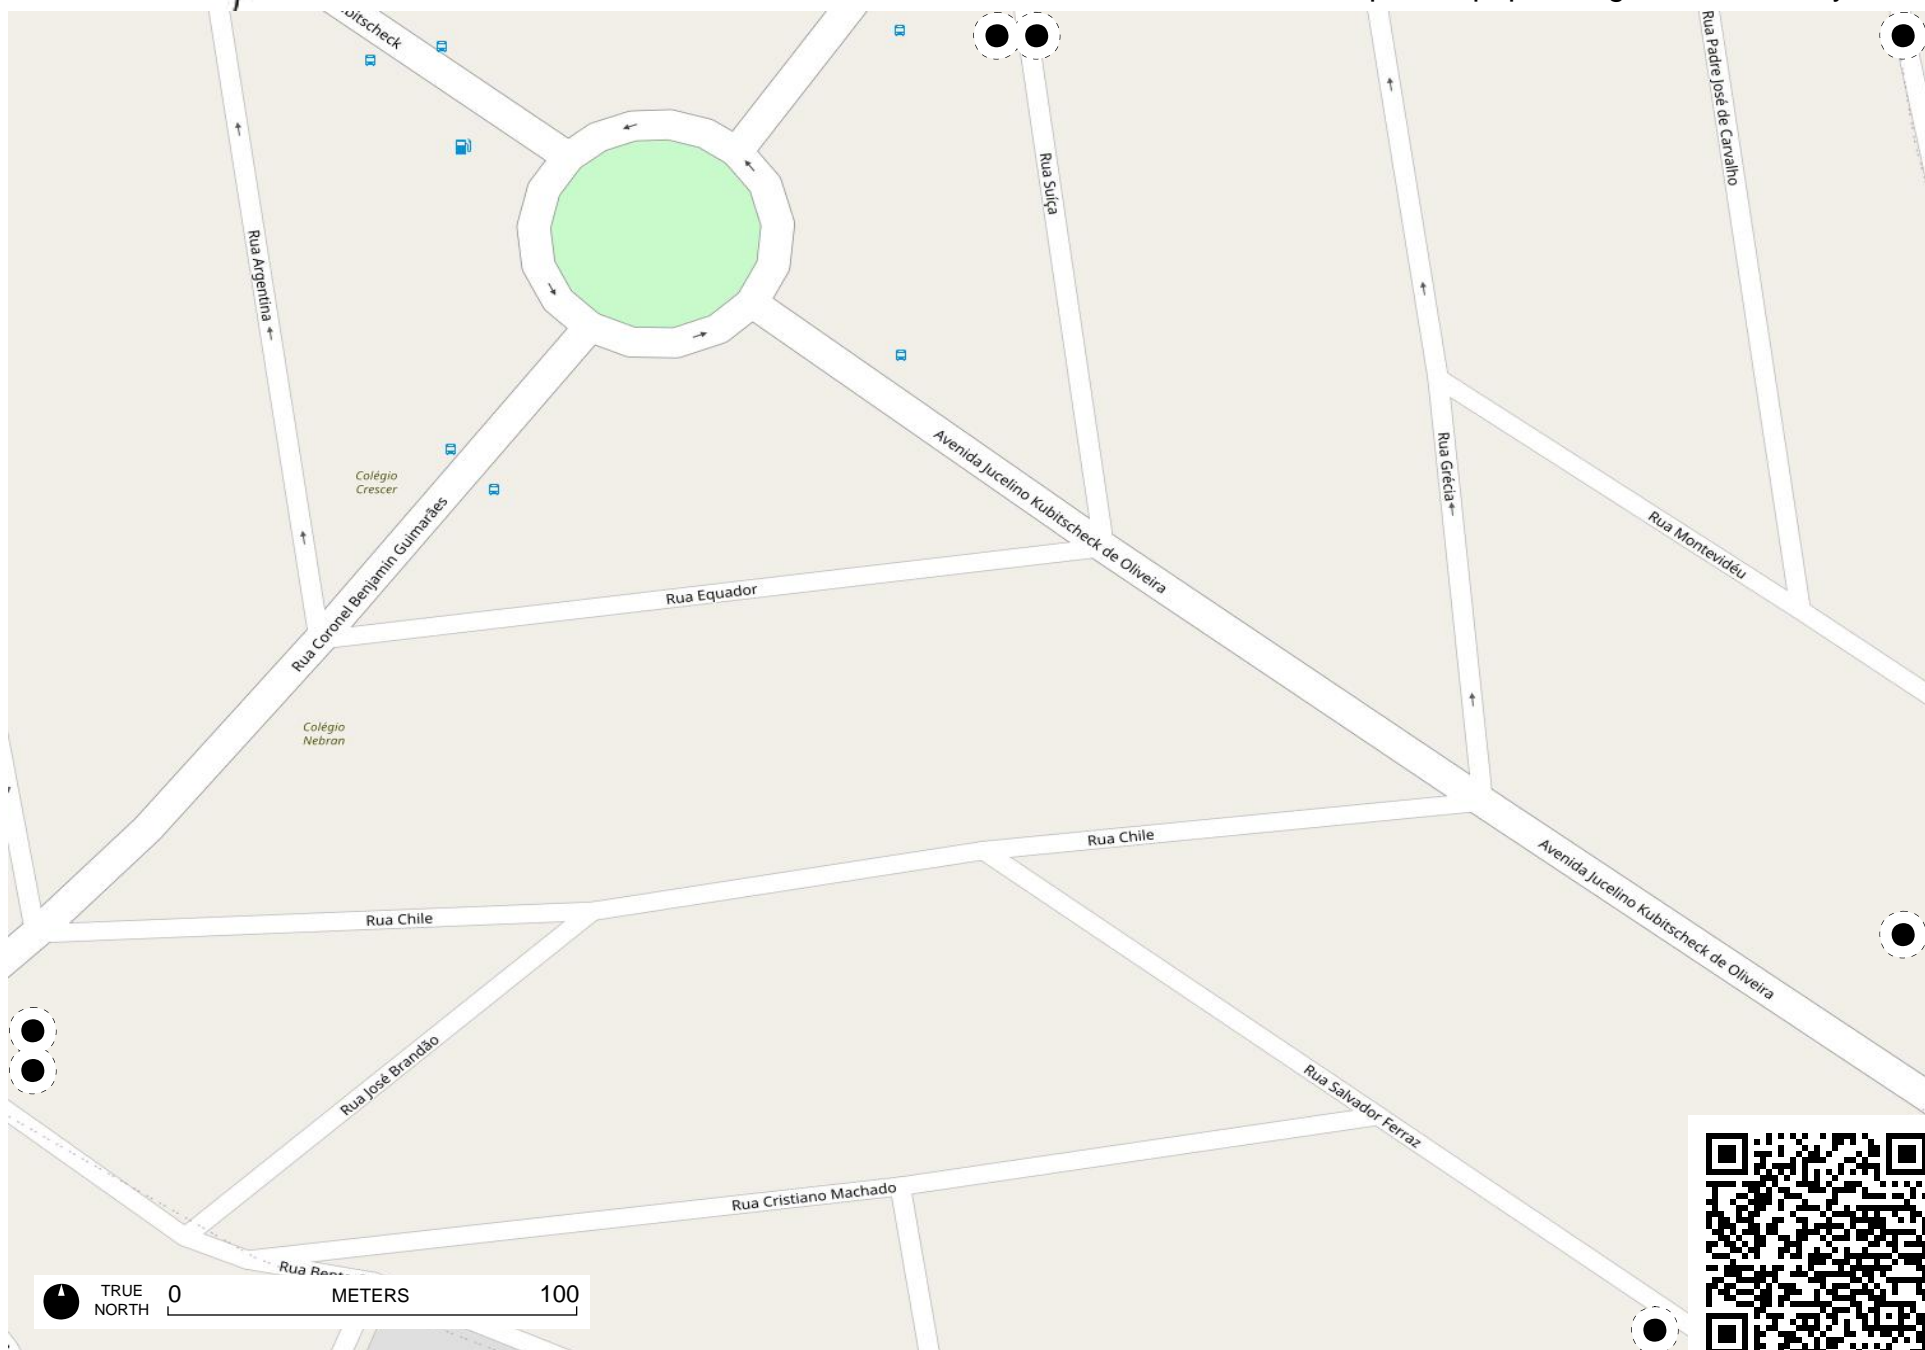 bitscheck
Rua Padre José de Carvalho
Rua Suíça
Rua Argentina
Rua Grécia
Avenida Jucelino Kubitscheck de Oliveira
Colégio
Crescer
Rua Coronel Benjamin Guimarães
Rua Montevidéu
Rua Equador
Colégio
Nebran
Rua Chile
Avenida Jucelino Kubitscheck de Oliveira
Rua Chile
Rua José Brandão
Rua Salvador Ferraz
Rua Cristiano Machado
Rua
TRUE
NORTH
0 METERS 100